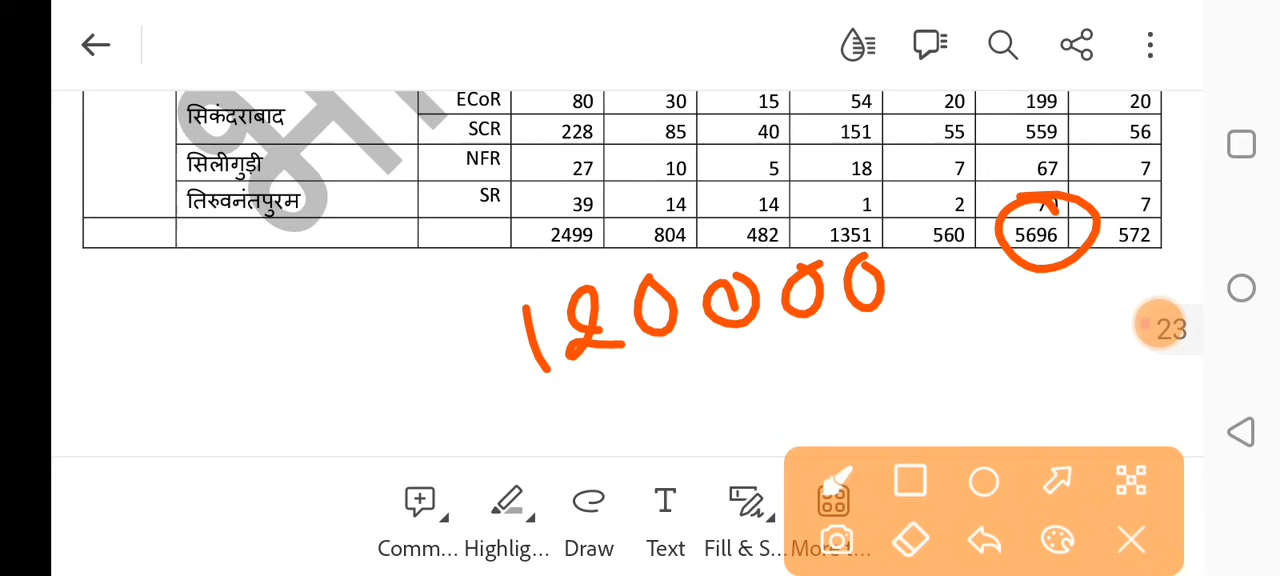 सिकंदराबाद ECoR 80 30 15 54 20 199 20
SCR 228 85 40 151 55 559 56
सिलीगुड़ी NFR 27 10 5 18 7 67 7
तिरुवनंतपुरम SR 39 14 14 1 2 70 7
2499 804 482 1351 560 5696 572
120000
23
Comm... Highlig... Draw Text Fill & S... More t...